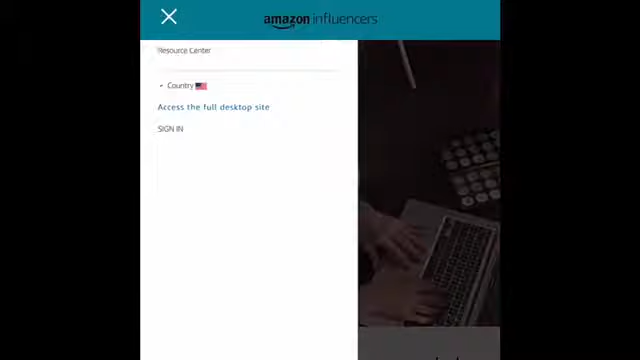 amazon influencers
Resource Center
Country
Access the full desktop site
SIGN IN